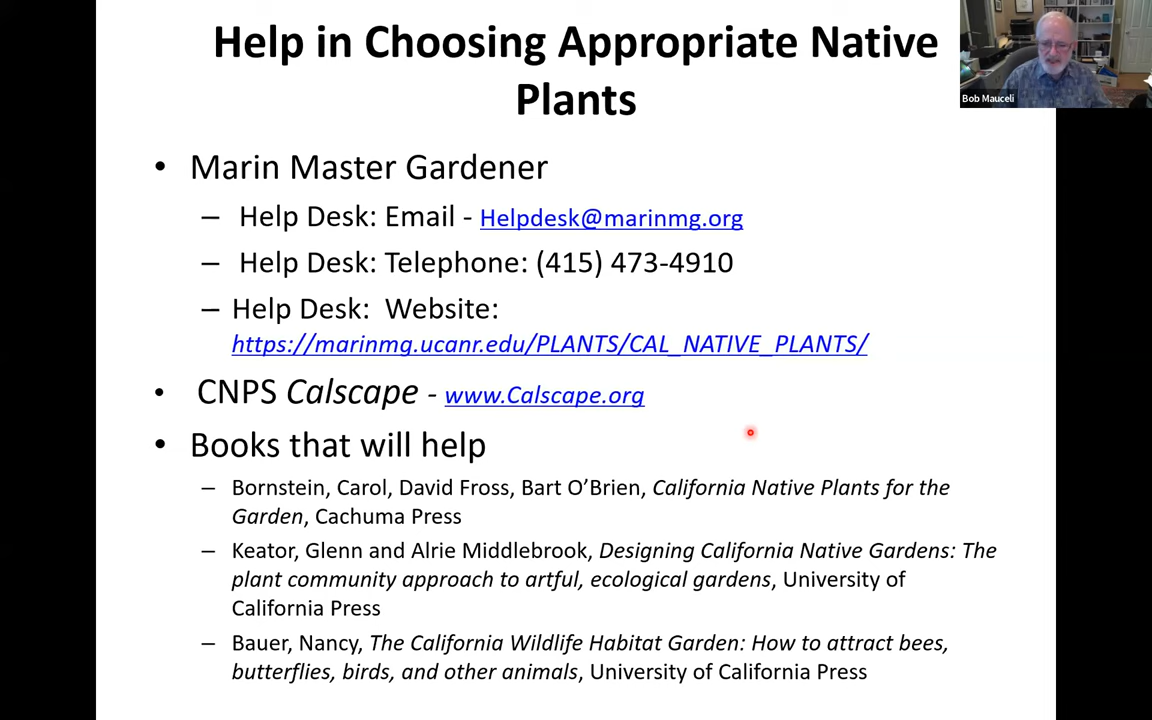 Help in Choosing Appropriate Native
Plants
Bob Mauceli
• Marin Master Gardener
– Help Desk: Email - Helpdesk@marinmg.org
– Help Desk: Telephone: (415) 473-4910
– Help Desk: Website:
https://marinmg.ucanr.edu/PLANTS/CAL_NATIVE_PLANTS/
• CNPS Calscape - www.Calscape.org
• Books that will help
– Bornstein, Carol, David Fross, Bart O’Brien, California Native Plants for the
Garden, Cachuma Press
– Keator, Glenn and Alrie Middlebrook, Designing California Native Gardens: The
plant community approach to artful, ecological gardens, University of
California Press
– Bauer, Nancy, The California Wildlife Habitat Garden: How to attract bees,
butterflies, birds, and other animals, University of California Press